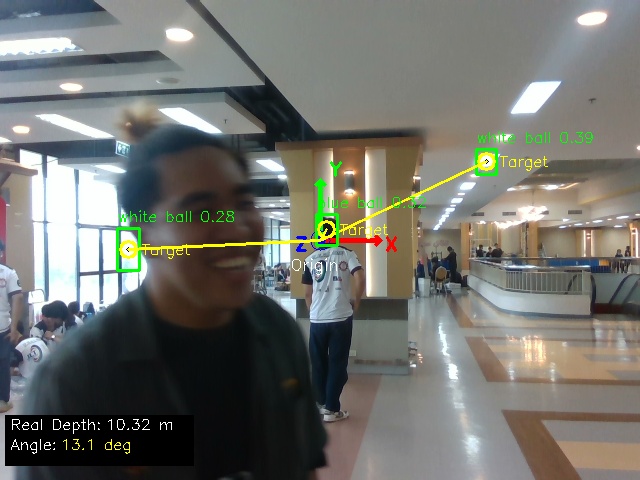 white ball 0.39
Target
Y
white ball 0.28
blue ball 0.32
Target
Target
Z
X
Origin
Real Depth: 10.32 m
Angle: 13.1 deg